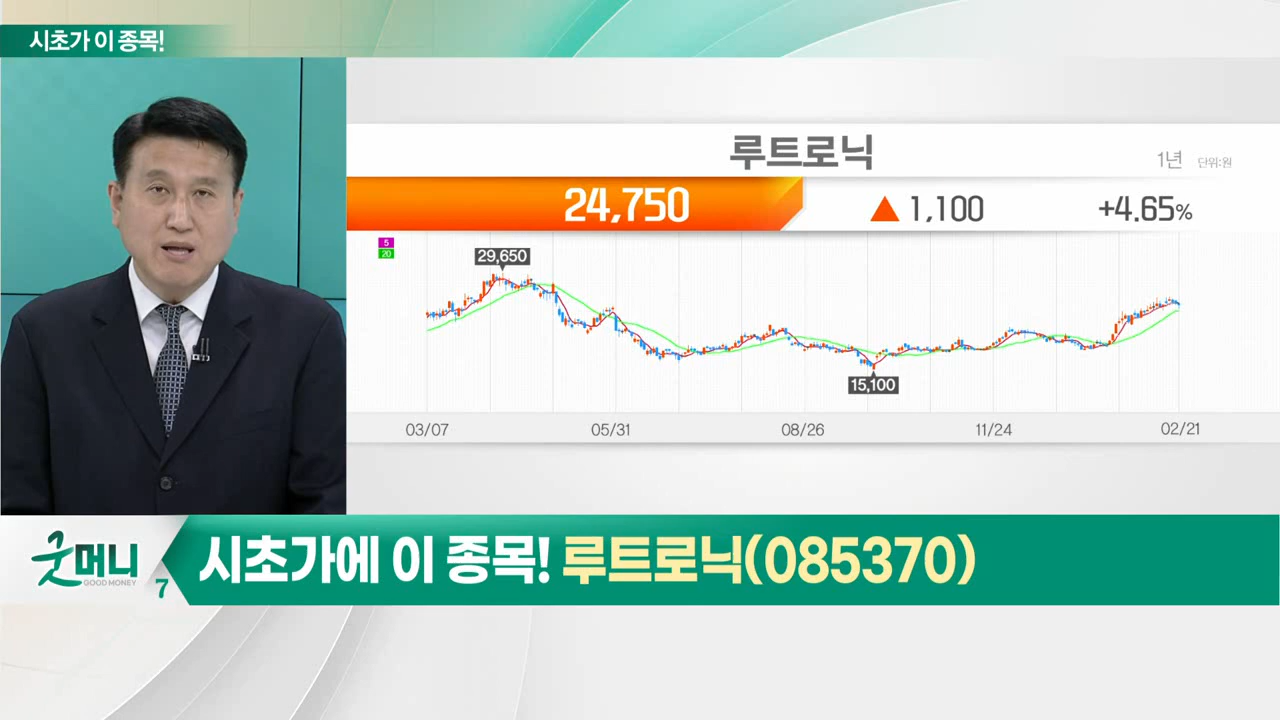 시초가 이 종목!
루트로닉
1년 단위:원
24,750 ▲ 1,100 +4.65%
5
20
29,650
15,100
03/07 05/31 08/26 11/24 02/21
굿머니
GOOD MONEY
7
시초가에 이 종목! 루트로닉(085370)